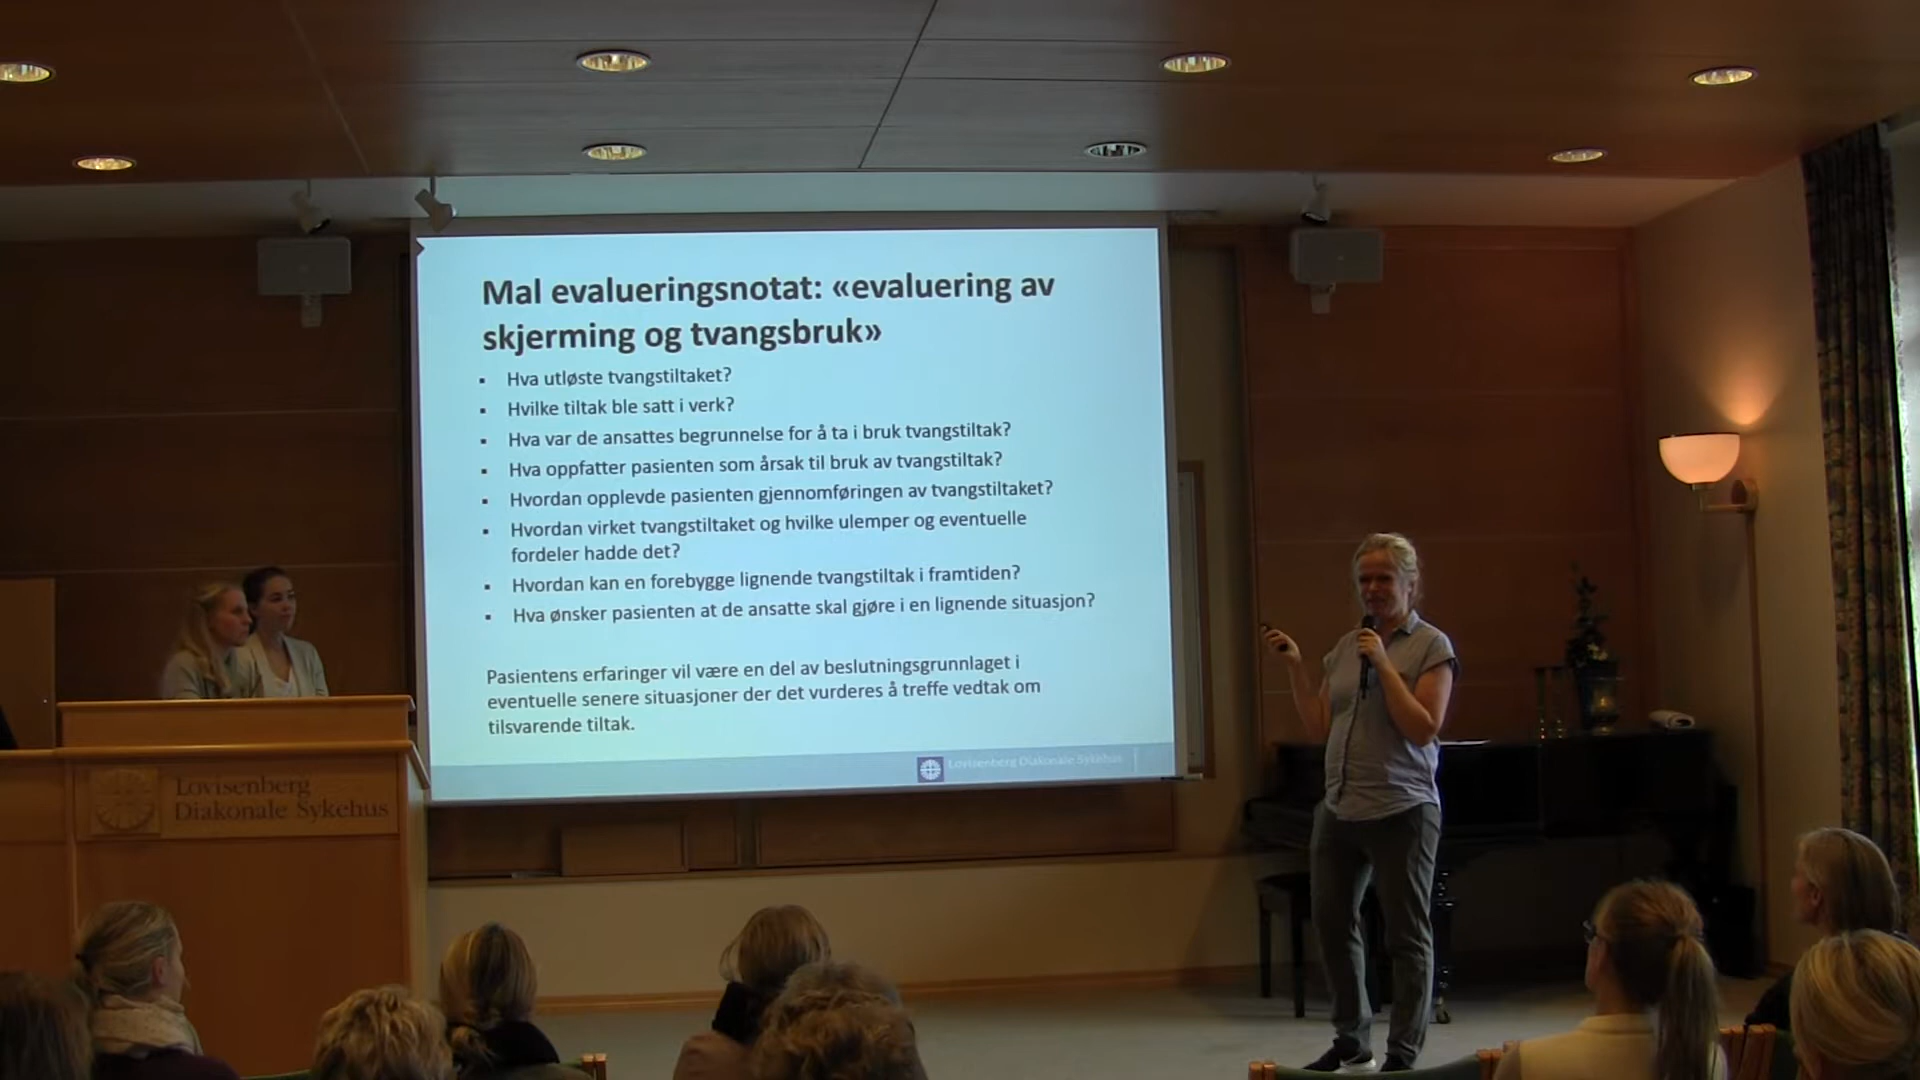 Mal evalueringsnotat: «evaluering av
skjerming og tvangsbruk»
▪ Hva utløste tvangstiltaket?
▪ Hvilke tiltak ble satt i verk?
▪ Hva var de ansattes begrunnelse for å ta i bruk tvangstiltak?
▪ Hva oppfatter pasienten som årsak til bruk av tvangstiltak?
▪ Hvordan opplevde pasienten gjennomføringen av tvangstiltaket?
▪ Hvordan virket tvangstiltaket og hvilke ulemper og eventuelle
fordeler hadde det?
▪ Hvordan kan en forebygge lignende tvangstiltak i framtiden?
▪ Hva ønsker pasienten at de ansatte skal gjøre i en lignende situasjon?
Pasientens erfaringer vil være en del av beslutningsgrunnlaget i
eventuelle senere situasjoner der det vurderes å treffe vedtak om
tilsvarende tiltak.
Lovisenberg Diakonale Sykehus
Lovisenberg
Diakonale Sykehus